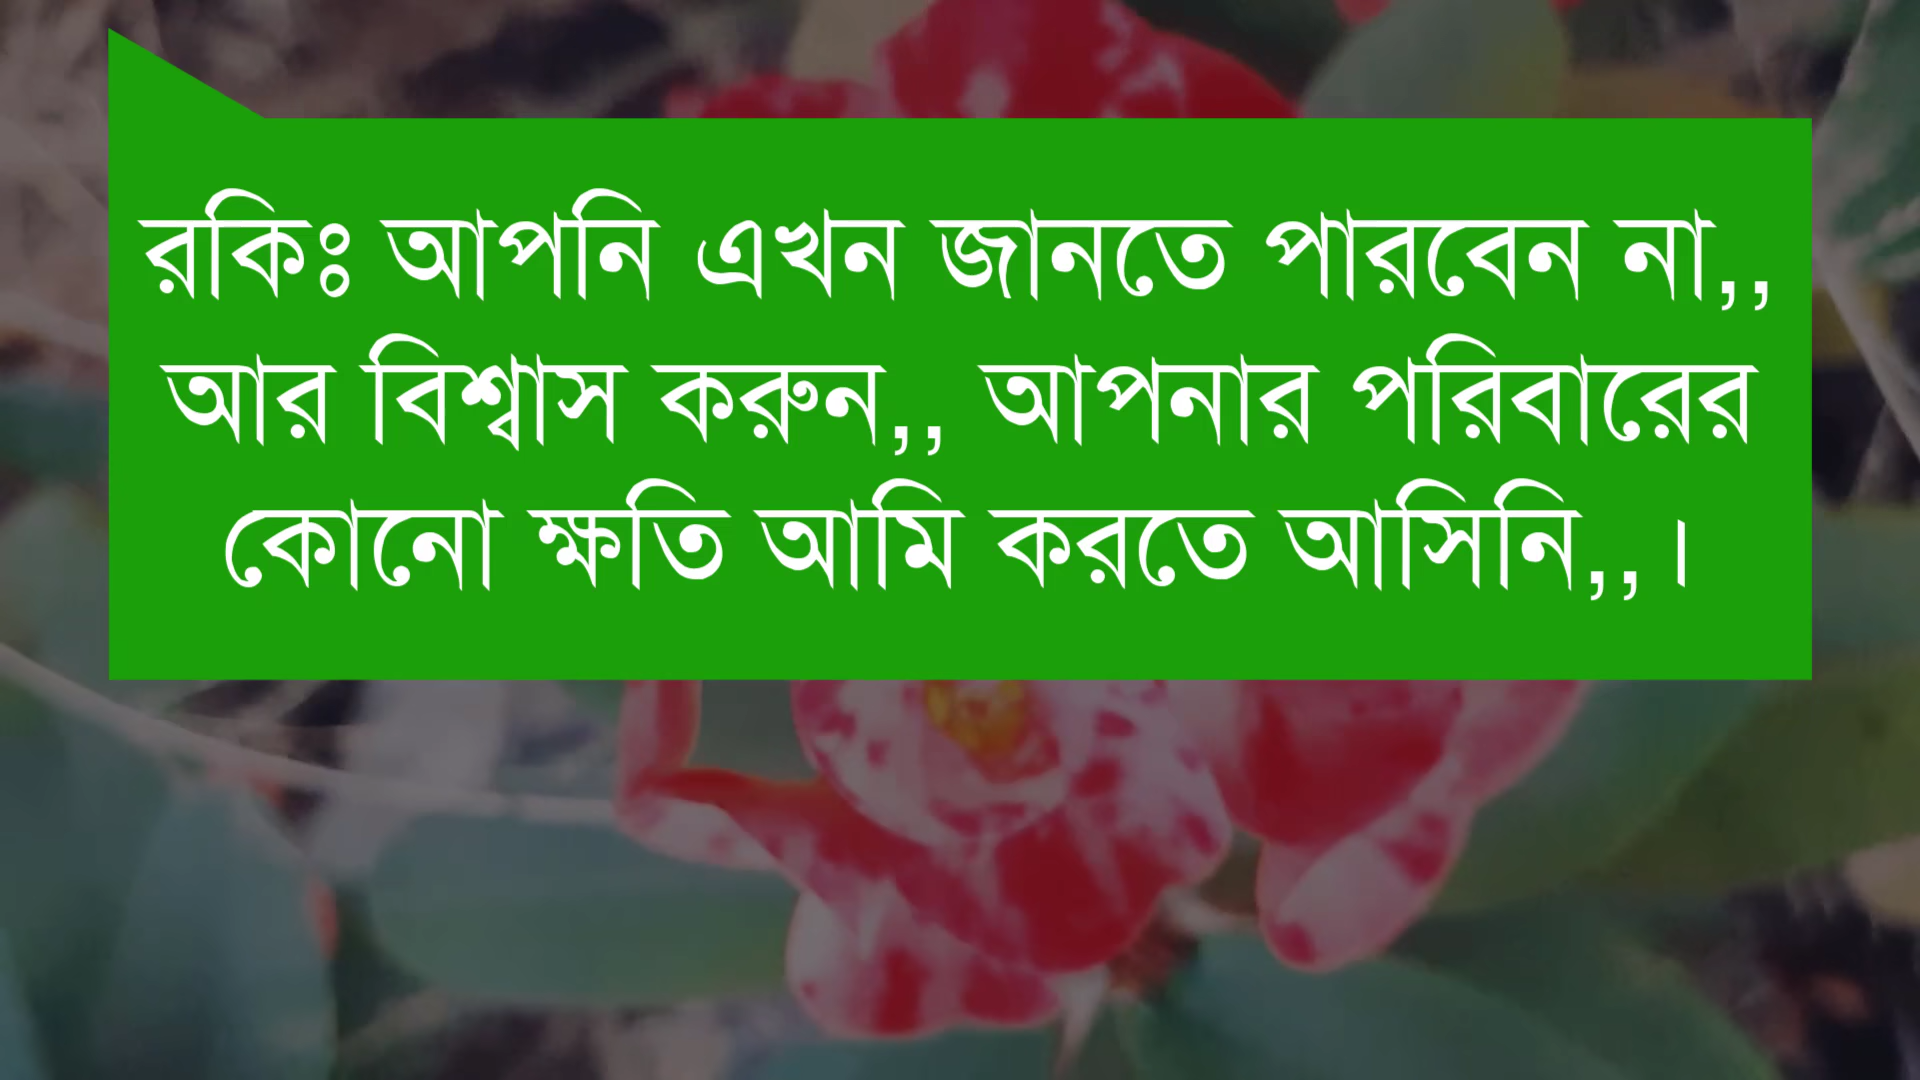 রকিঃ আপনি এখন জানতে পারবেন না,,
আর বিশ্বাস করুন,, আপনার পরিবারের
কোনো ক্ষতি আমি করতে আসিনি,,।